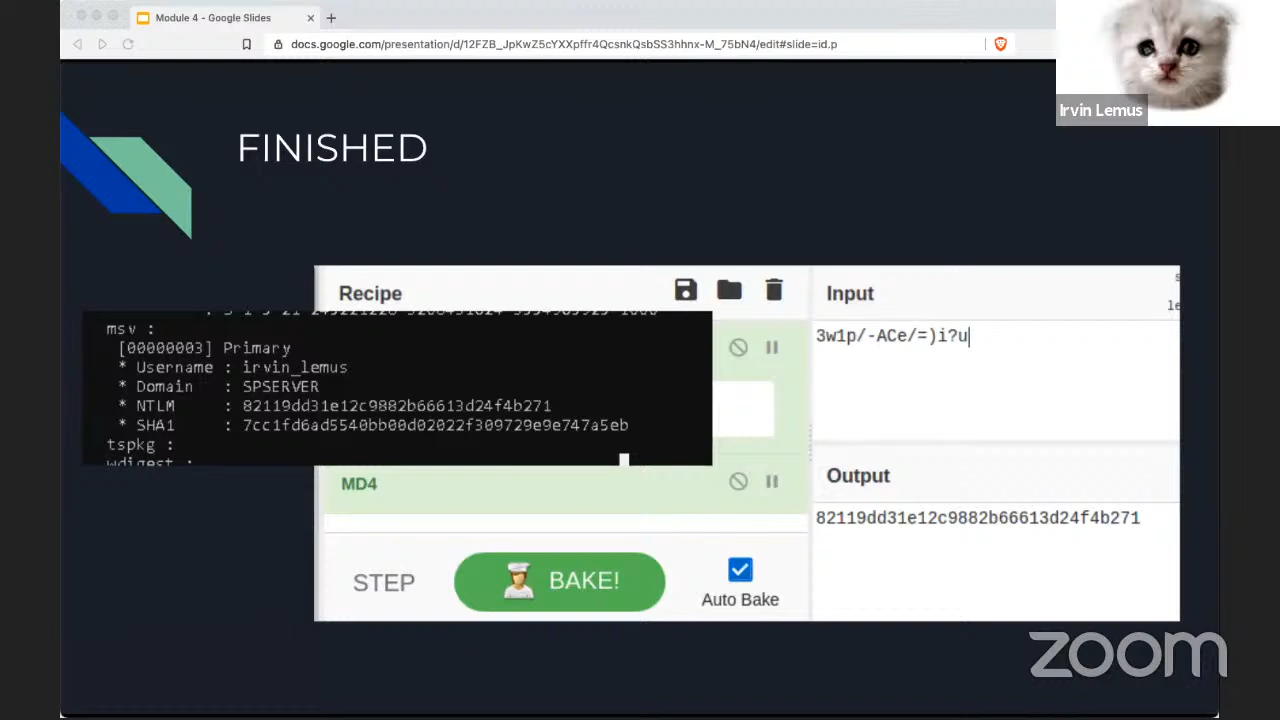 Module 4 - Google Slides
docs.google.com/presentation/d/12FZB_JpKwZ5cYXXpffr4QcsnkQsbSS3hhnx-M_75bN4/edit#slide=id.p
Irvin Lemus
FINISHED
Recipe
Input
3w1p/-ACe/=)i?u
msv :
[00000003] Primary
* Username : irvin_lemus
* Domain : SPSERVER
* NTLM : 82119dd31e12c9882b66613d24f4b271
* SHA1 : 7cc1fd6ad5540bb00d02022f309729e9e747a5eb
tspkg :
wdigest :
MD4
Output
82119dd31e12c9882b66613d24f4b271
STEP
BAKE!
Auto Bake
zoom